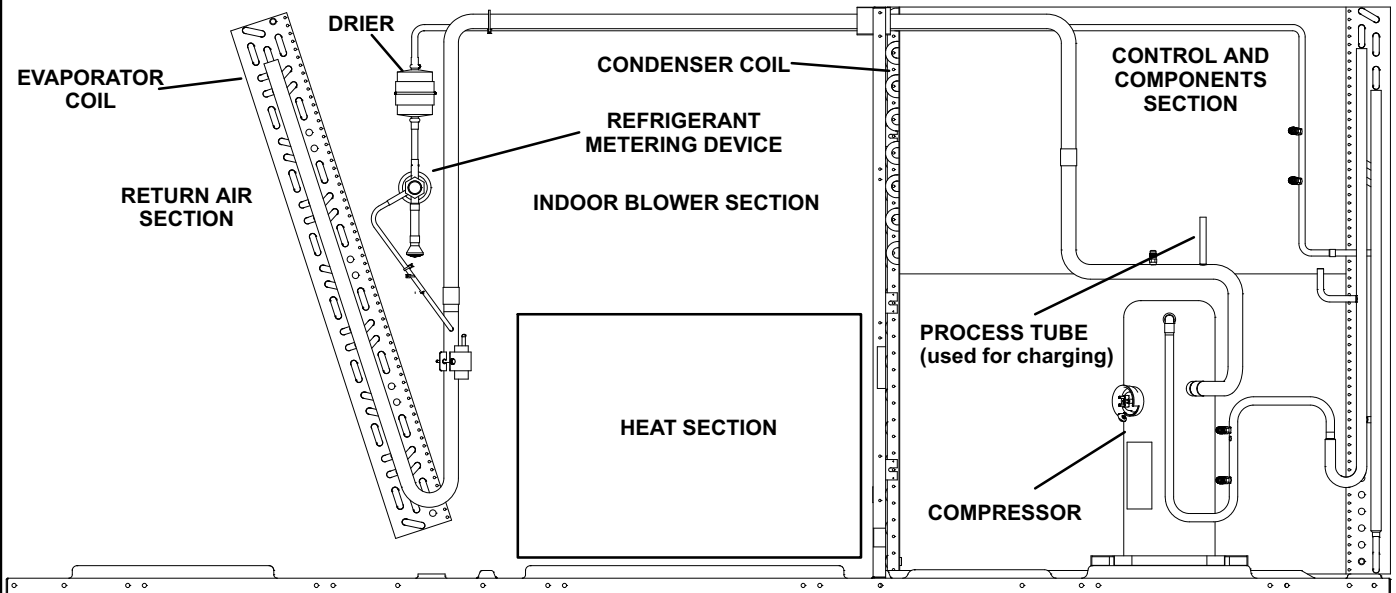 DRIER
EVAPORATOR
COIL
CONDENSER COIL
CONTROL AND
COMPONENTS
SECTION
REFRIGERANT
METERING DEVICE
RETURN AIR
SECTION
INDOOR BLOWER SECTION
PROCESS TUBE
(used for charging)
HEAT SECTION
COMPRESSOR